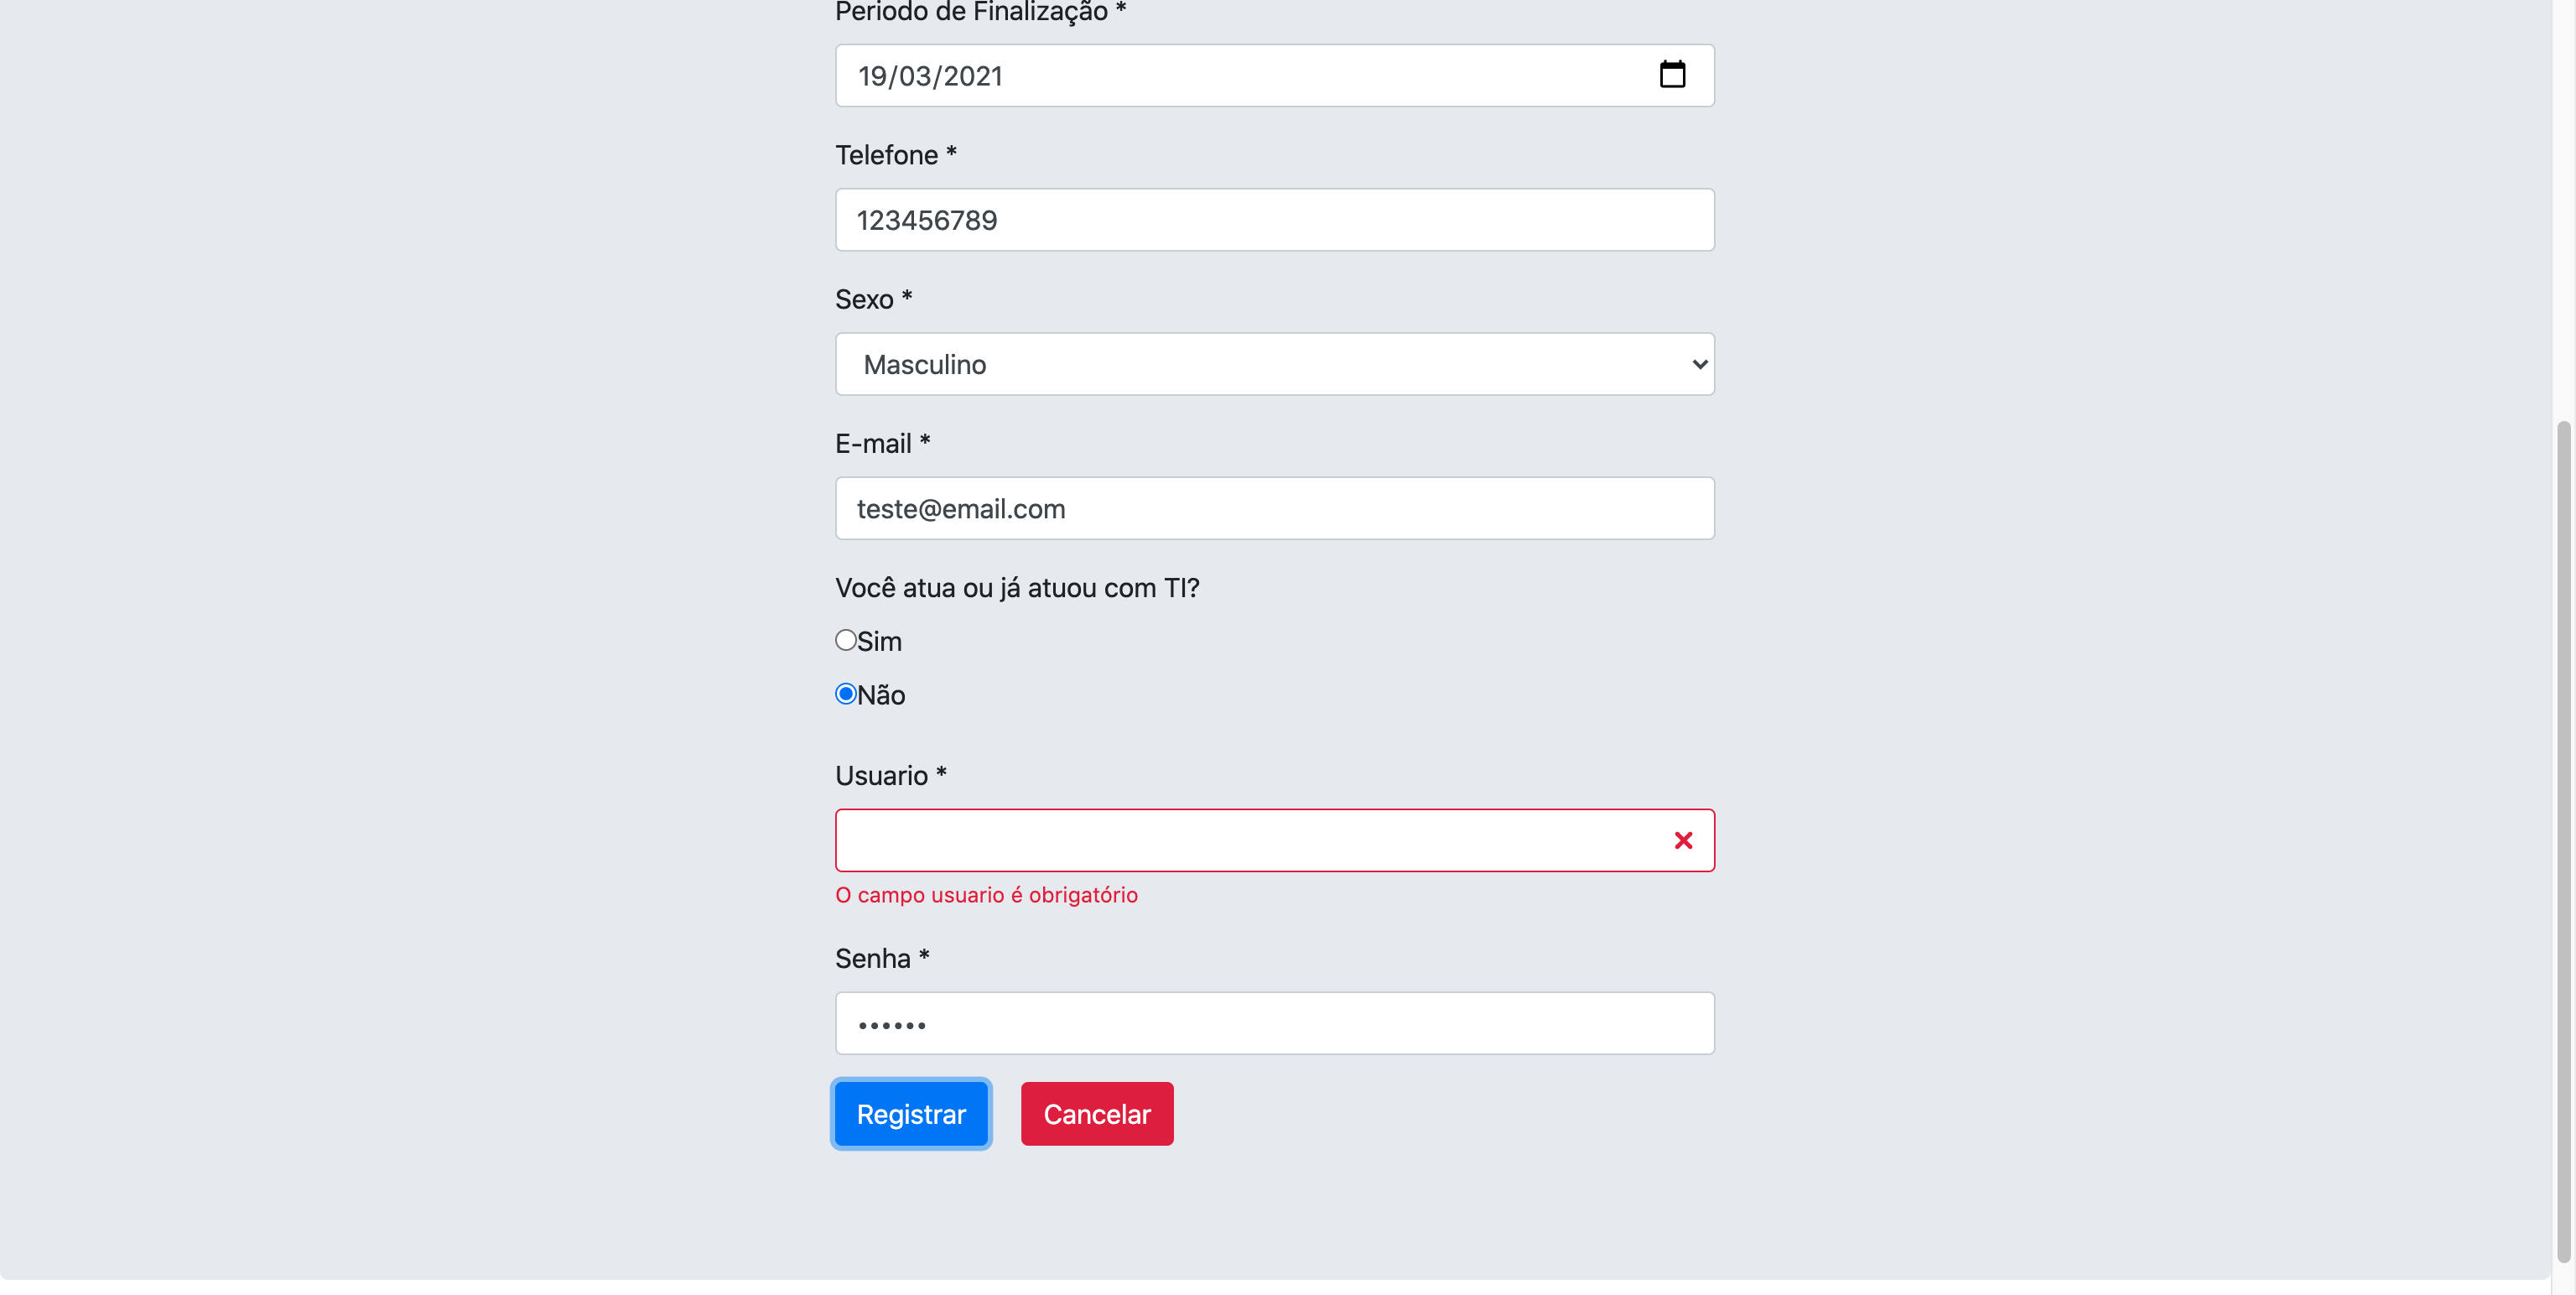 Periodo de Finalização *
19/03/2021
Telefone *
123456789
Sexo *
Masculino
E-mail *
teste@email.com
Você atua ou já atuou com TI?
Sim
Não
Usuario *
O campo usuario é obrigatório
Senha *
••••••
Registrar Cancelar